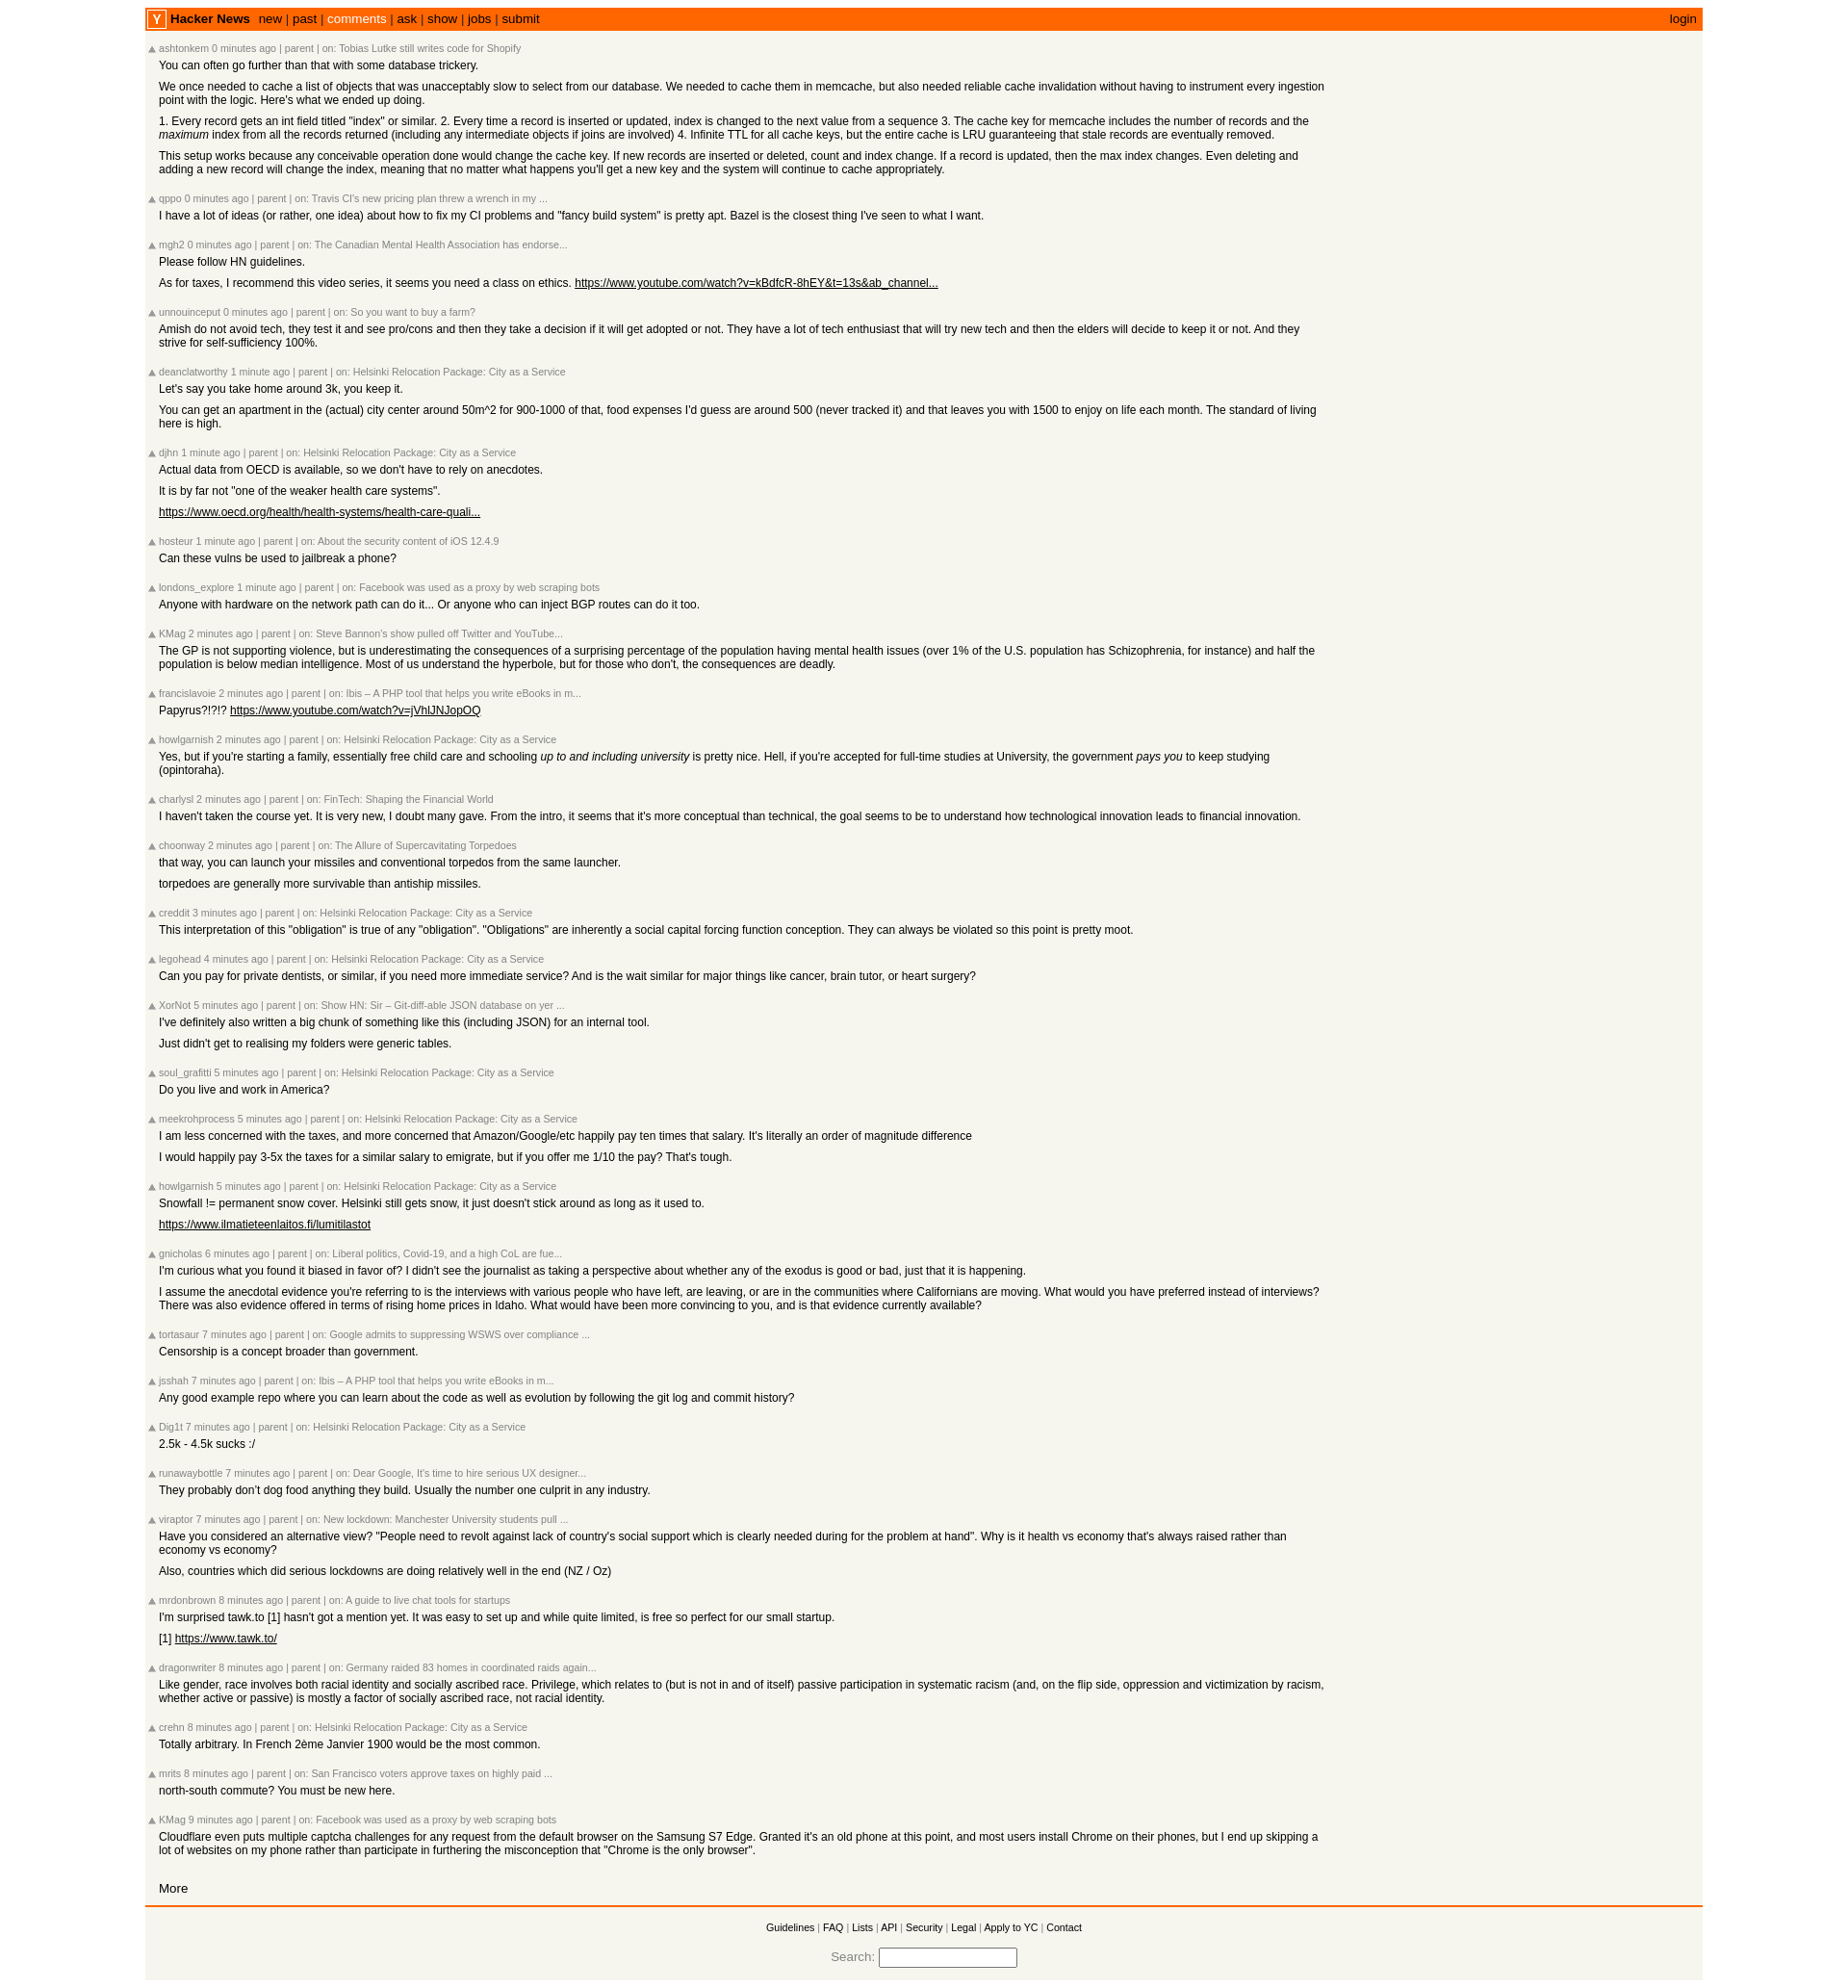 Y Hacker News new | past | comments | ask | show | jobs | submit login
ashtonkem 0 minutes ago | parent | on: Tobias Lutke still writes code for Shopify
You can often go further than that with some database trickery.
We once needed to cache a list of objects that was unacceptably slow to select from our database. We needed to cache them in memcache, but also needed reliable cache invalidation without having to instrument every ingestion
point with the logic. Here's what we ended up doing.
1. Every record gets an int field titled "index" or similar. 2. Every time a record is inserted or updated, index is changed to the next value from a sequence 3. The cache key for memcache includes the number of records and the
maximum index from all the records returned (including any intermediate objects if joins are involved) 4. Infinite TTL for all cache keys, but the entire cache is LRU guaranteeing that stale records are eventually removed.
This setup works because any conceivable operation done would change the cache key. If new records are inserted or deleted, count and index change. If a record is updated, then the max index changes. Even deleting and
adding a new record will change the index, meaning that no matter what happens you'll get a new key and the system will continue to cache appropriately.
qppo 0 minutes ago | parent | on: Travis CI's new pricing plan threw a wrench in my ...
I have a lot of ideas (or rather, one idea) about how to fix my CI problems and "fancy build system" is pretty apt. Bazel is the closest thing I've seen to what I want.
mgh2 0 minutes ago | parent | on: The Canadian Mental Health Association has endorse...
Please follow HN guidelines.
As for taxes, I recommend this video series, it seems you need a class on ethics. https://www.youtube.com/watch?v=kBdfcR-8hEY&t=13s&ab_channel...
unnouinceput 0 minutes ago | parent | on: So you want to buy a farm?
Amish do not avoid tech, they test it and see pro/cons and then they take a decision if it will get adopted or not. They have a lot of tech enthusiast that will try new tech and then the elders will decide to keep it or not. And they
strive for self-sufficiency 100%.
deanclatworthy 1 minute ago | parent | on: Helsinki Relocation Package: City as a Service
Let's say you take home around 3k, you keep it.
You can get an apartment in the (actual) city center around 50m^2 for 900-1000 of that, food expenses I'd guess are around 500 (never tracked it) and that leaves you with 1500 to enjoy on life each month. The standard of living
here is high.
djhn 1 minute ago | parent | on: Helsinki Relocation Package: City as a Service
Actual data from OECD is available, so we don't have to rely on anecdotes.
It is by far not "one of the weaker health care systems".
https://www.oecd.org/health/health-systems/health-care-quali...
hosteur 1 minute ago | parent | on: About the security content of iOS 12.4.9
Can these vulns be used to jailbreak a phone?
londons_explore 1 minute ago | parent | on: Facebook was used as a proxy by web scraping bots
Anyone with hardware on the network path can do it... Or anyone who can inject BGP routes can do it too.
KMag 2 minutes ago | parent | on: Steve Bannon's show pulled off Twitter and YouTube...
The GP is not supporting violence, but is underestimating the consequences of a surprising percentage of the population having mental health issues (over 1% of the U.S. population has Schizophrenia, for instance) and half the
population is below median intelligence. Most of us understand the hyperbole, but for those who don't, the consequences are deadly.
francislavoie 2 minutes ago | parent | on: Ibis – A PHP tool that helps you write eBooks in m...
Papyrus?!?!? https://www.youtube.com/watch?v=jVhlJNJopOQ
howlgarnish 2 minutes ago | parent | on: Helsinki Relocation Package: City as a Service
Yes, but if you're starting a family, essentially free child care and schooling up to and including university is pretty nice. Hell, if you're accepted for full-time studies at University, the government pays you to keep studying
(opintoraha).
charlysl 2 minutes ago | parent | on: FinTech: Shaping the Financial World
I haven't taken the course yet. It is very new, I doubt many gave. From the intro, it seems that it's more conceptual than technical, the goal seems to be to understand how technological innovation leads to financial innovation.
choonway 2 minutes ago | parent | on: The Allure of Supercavitating Torpedoes
that way, you can launch your missiles and conventional torpedos from the same launcher.
torpedoes are generally more survivable than antiship missiles.
creddit 3 minutes ago | parent | on: Helsinki Relocation Package: City as a Service
This interpretation of this "obligation" is true of any "obligation". "Obligations" are inherently a social capital forcing function conception. They can always be violated so this point is pretty moot.
legohead 4 minutes ago | parent | on: Helsinki Relocation Package: City as a Service
Can you pay for private dentists, or similar, if you need more immediate service? And is the wait similar for major things like cancer, brain tutor, or heart surgery?
XorNot 5 minutes ago | parent | on: Show HN: Sir – Git-diff-able JSON database on yer ...
I've definitely also written a big chunk of something like this (including JSON) for an internal tool.
Just didn't get to realising my folders were generic tables.
soul_grafitti 5 minutes ago | parent | on: Helsinki Relocation Package: City as a Service
Do you live and work in America?
meekrohprocess 5 minutes ago | parent | on: Helsinki Relocation Package: City as a Service
I am less concerned with the taxes, and more concerned that Amazon/Google/etc happily pay ten times that salary. It's literally an order of magnitude difference
I would happily pay 3-5x the taxes for a similar salary to emigrate, but if you offer me 1/10 the pay? That's tough.
howlgarnish 5 minutes ago | parent | on: Helsinki Relocation Package: City as a Service
Snowfall != permanent snow cover. Helsinki still gets snow, it just doesn't stick around as long as it used to.
https://www.ilmatieteenlaitos.fi/lumitilastot
gnicholas 6 minutes ago | parent | on: Liberal politics, Covid-19, and a high CoL are fue...
I'm curious what you found it biased in favor of? I didn't see the journalist as taking a perspective about whether any of the exodus is good or bad, just that it is happening.
I assume the anecdotal evidence you're referring to is the interviews with various people who have left, are leaving, or are in the communities where Californians are moving. What would you have preferred instead of interviews?
There was also evidence offered in terms of rising home prices in Idaho. What would have been more convincing to you, and is that evidence currently available?
tortasaur 7 minutes ago | parent | on: Google admits to suppressing WSWS over compliance ...
Censorship is a concept broader than government.
jsshah 7 minutes ago | parent | on: Ibis – A PHP tool that helps you write eBooks in m...
Any good example repo where you can learn about the code as well as evolution by following the git log and commit history?
Dig1t 7 minutes ago | parent | on: Helsinki Relocation Package: City as a Service
2.5k - 4.5k sucks :/
runawaybottle 7 minutes ago | parent | on: Dear Google, It's time to hire serious UX designer...
They probably don’t dog food anything they build. Usually the number one culprit in any industry.
viraptor 7 minutes ago | parent | on: New lockdown: Manchester University students pull ...
Have you considered an alternative view? "People need to revolt against lack of country's social support which is clearly needed during for the problem at hand". Why is it health vs economy that's always raised rather than
economy vs economy?
Also, countries which did serious lockdowns are doing relatively well in the end (NZ / Oz)
mrdonbrown 8 minutes ago | parent | on: A guide to live chat tools for startups
I'm surprised tawk.to [1] hasn't got a mention yet. It was easy to set up and while quite limited, is free so perfect for our small startup.
[1] https://www.tawk.to/
dragonwriter 8 minutes ago | parent | on: Germany raided 83 homes in coordinated raids again...
Like gender, race involves both racial identity and socially ascribed race. Privilege, which relates to (but is not in and of itself) passive participation in systematic racism (and, on the flip side, oppression and victimization by racism,
whether active or passive) is mostly a factor of socially ascribed race, not racial identity.
crehn 8 minutes ago | parent | on: Helsinki Relocation Package: City as a Service
Totally arbitrary. In French 2ème Janvier 1900 would be the most common.
mrits 8 minutes ago | parent | on: San Francisco voters approve taxes on highly paid ...
north-south commute? You must be new here.
KMag 9 minutes ago | parent | on: Facebook was used as a proxy by web scraping bots
Cloudflare even puts multiple captcha challenges for any request from the default browser on the Samsung S7 Edge. Granted it's an old phone at this point, and most users install Chrome on their phones, but I end up skipping a
lot of websites on my phone rather than participate in furthering the misconception that "Chrome is the only browser".
More
Guidelines | FAQ | Lists | API | Security | Legal | Apply to YC | Contact
Search: